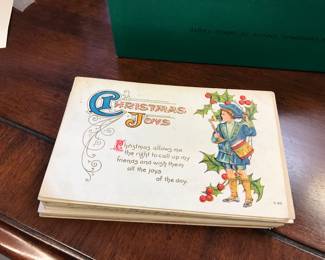 Christmas
Joys
Christmas allows me
the right to call up my
friends and wish them
all the joys
of the day.